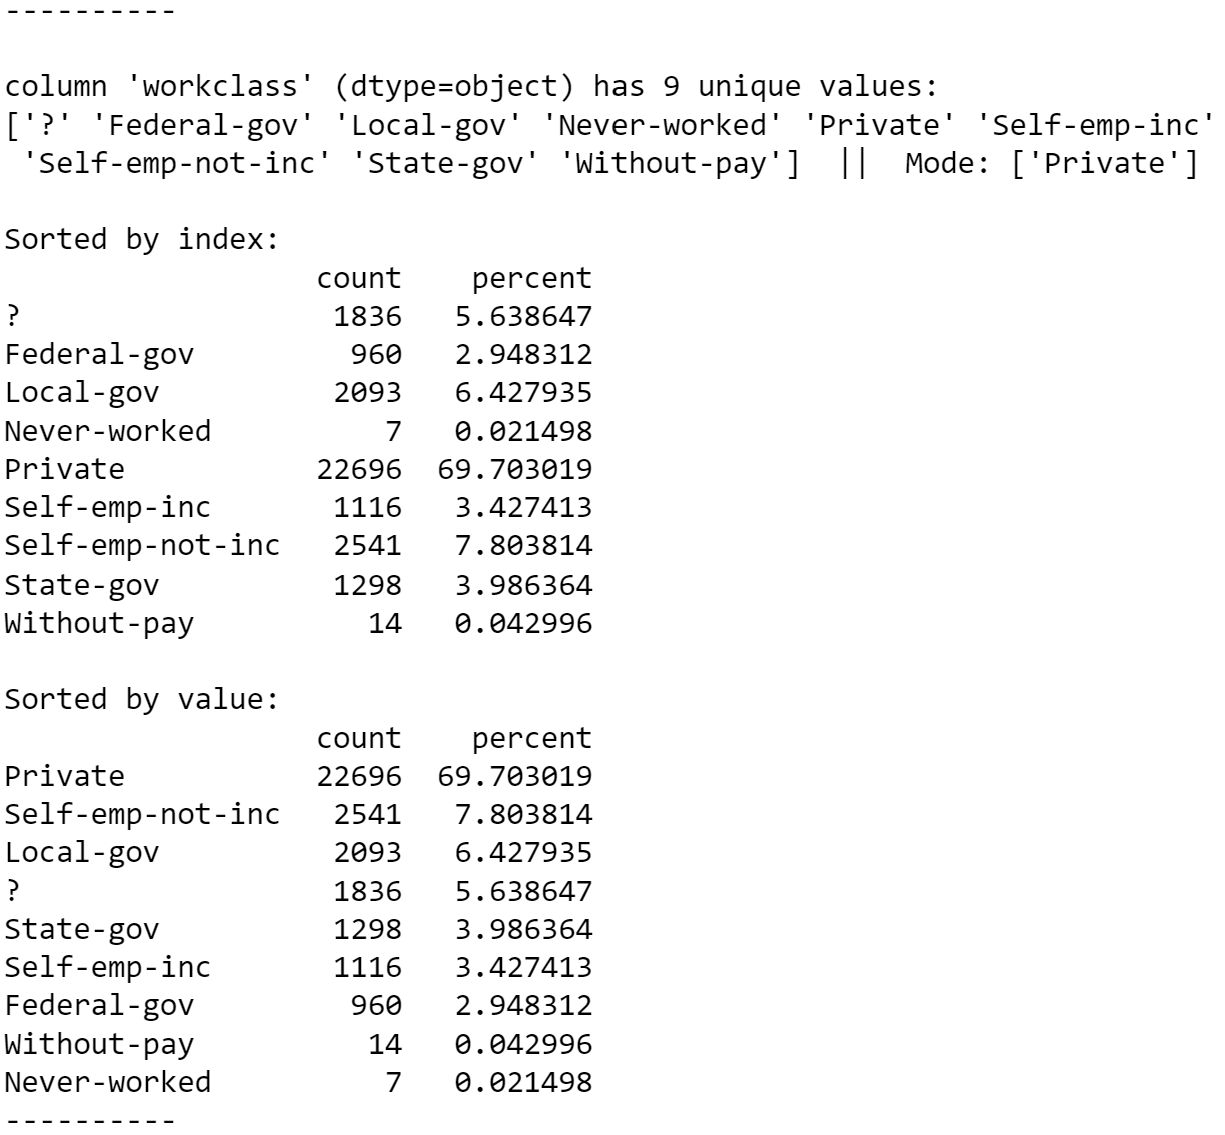 ----------
column 'workclass' (dtype=object) has 9 unique values:
['?' 'Federal-gov' 'Local-gov' 'Never-worked' 'Private' 'Self-emp-inc'
 'Self-emp-not-inc' 'State-gov' 'Without-pay']  ||  Mode: ['Private']
Sorted by index:
                  count    percent
?                  1836   5.638647
Federal-gov         960   2.948312
Local-gov          2093   6.427935
Never-worked          7   0.021498
Private           22696  69.703019
Self-emp-inc       1116   3.427413
Self-emp-not-inc   2541   7.803814
State-gov          1298   3.986364
Without-pay          14   0.042996
Sorted by value:
                  count    percent
Private           22696  69.703019
Self-emp-not-inc   2541   7.803814
Local-gov          2093   6.427935
?                  1836   5.638647
State-gov          1298   3.986364
Self-emp-inc       1116   3.427413
Federal-gov         960   2.948312
Without-pay          14   0.042996
Never-worked          7   0.021498
----------